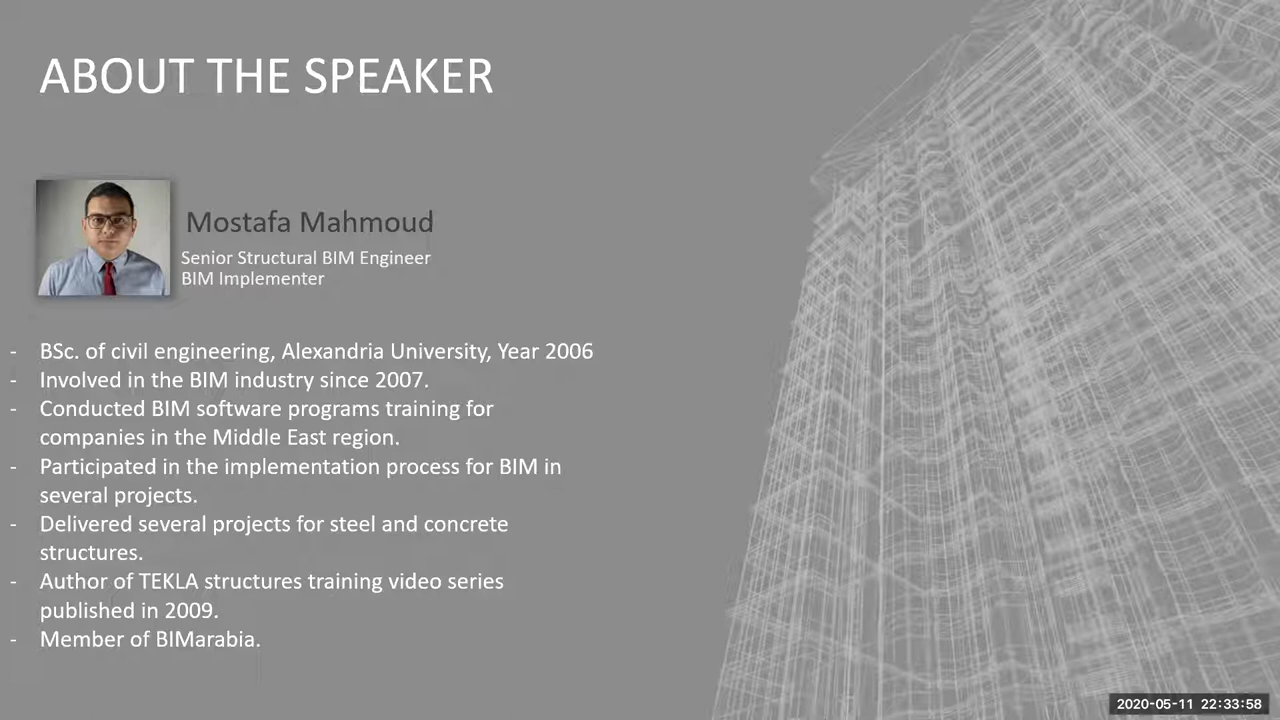 ABOUT THE SPEAKER
Mostafa Mahmoud
Senior Structural BIM Engineer
BIM Implementer
- BSc. of civil engineering, Alexandria University, Year 2006
- Involved in the BIM industry since 2007.
- Conducted BIM software programs training for
companies in the Middle East region.
- Participated in the implementation process for BIM in
several projects.
- Delivered several projects for steel and concrete
structures.
- Author of TEKLA structures training video series
published in 2009.
- Member of BIMarabia.
2020-05-11 22:33:58